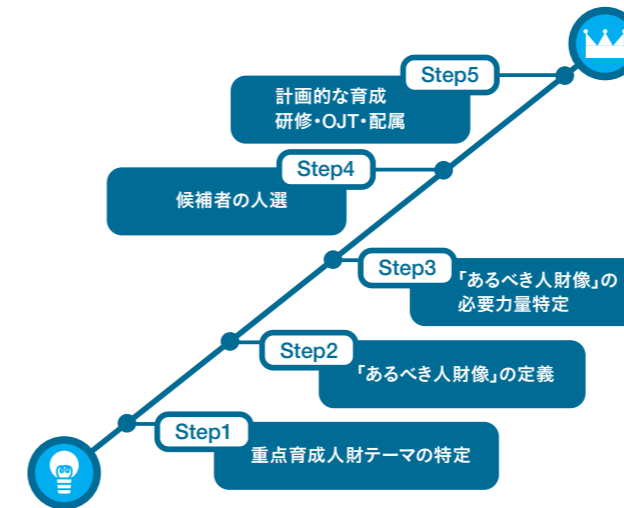 Step5
計画的な育成
研修・OJT・配属
Step4
候補者の人選
Step3
「あるべき人財像」の
必要力量特定
Step2
「あるべき人財像」の定義
Step1
重点育成人財テーマの特定